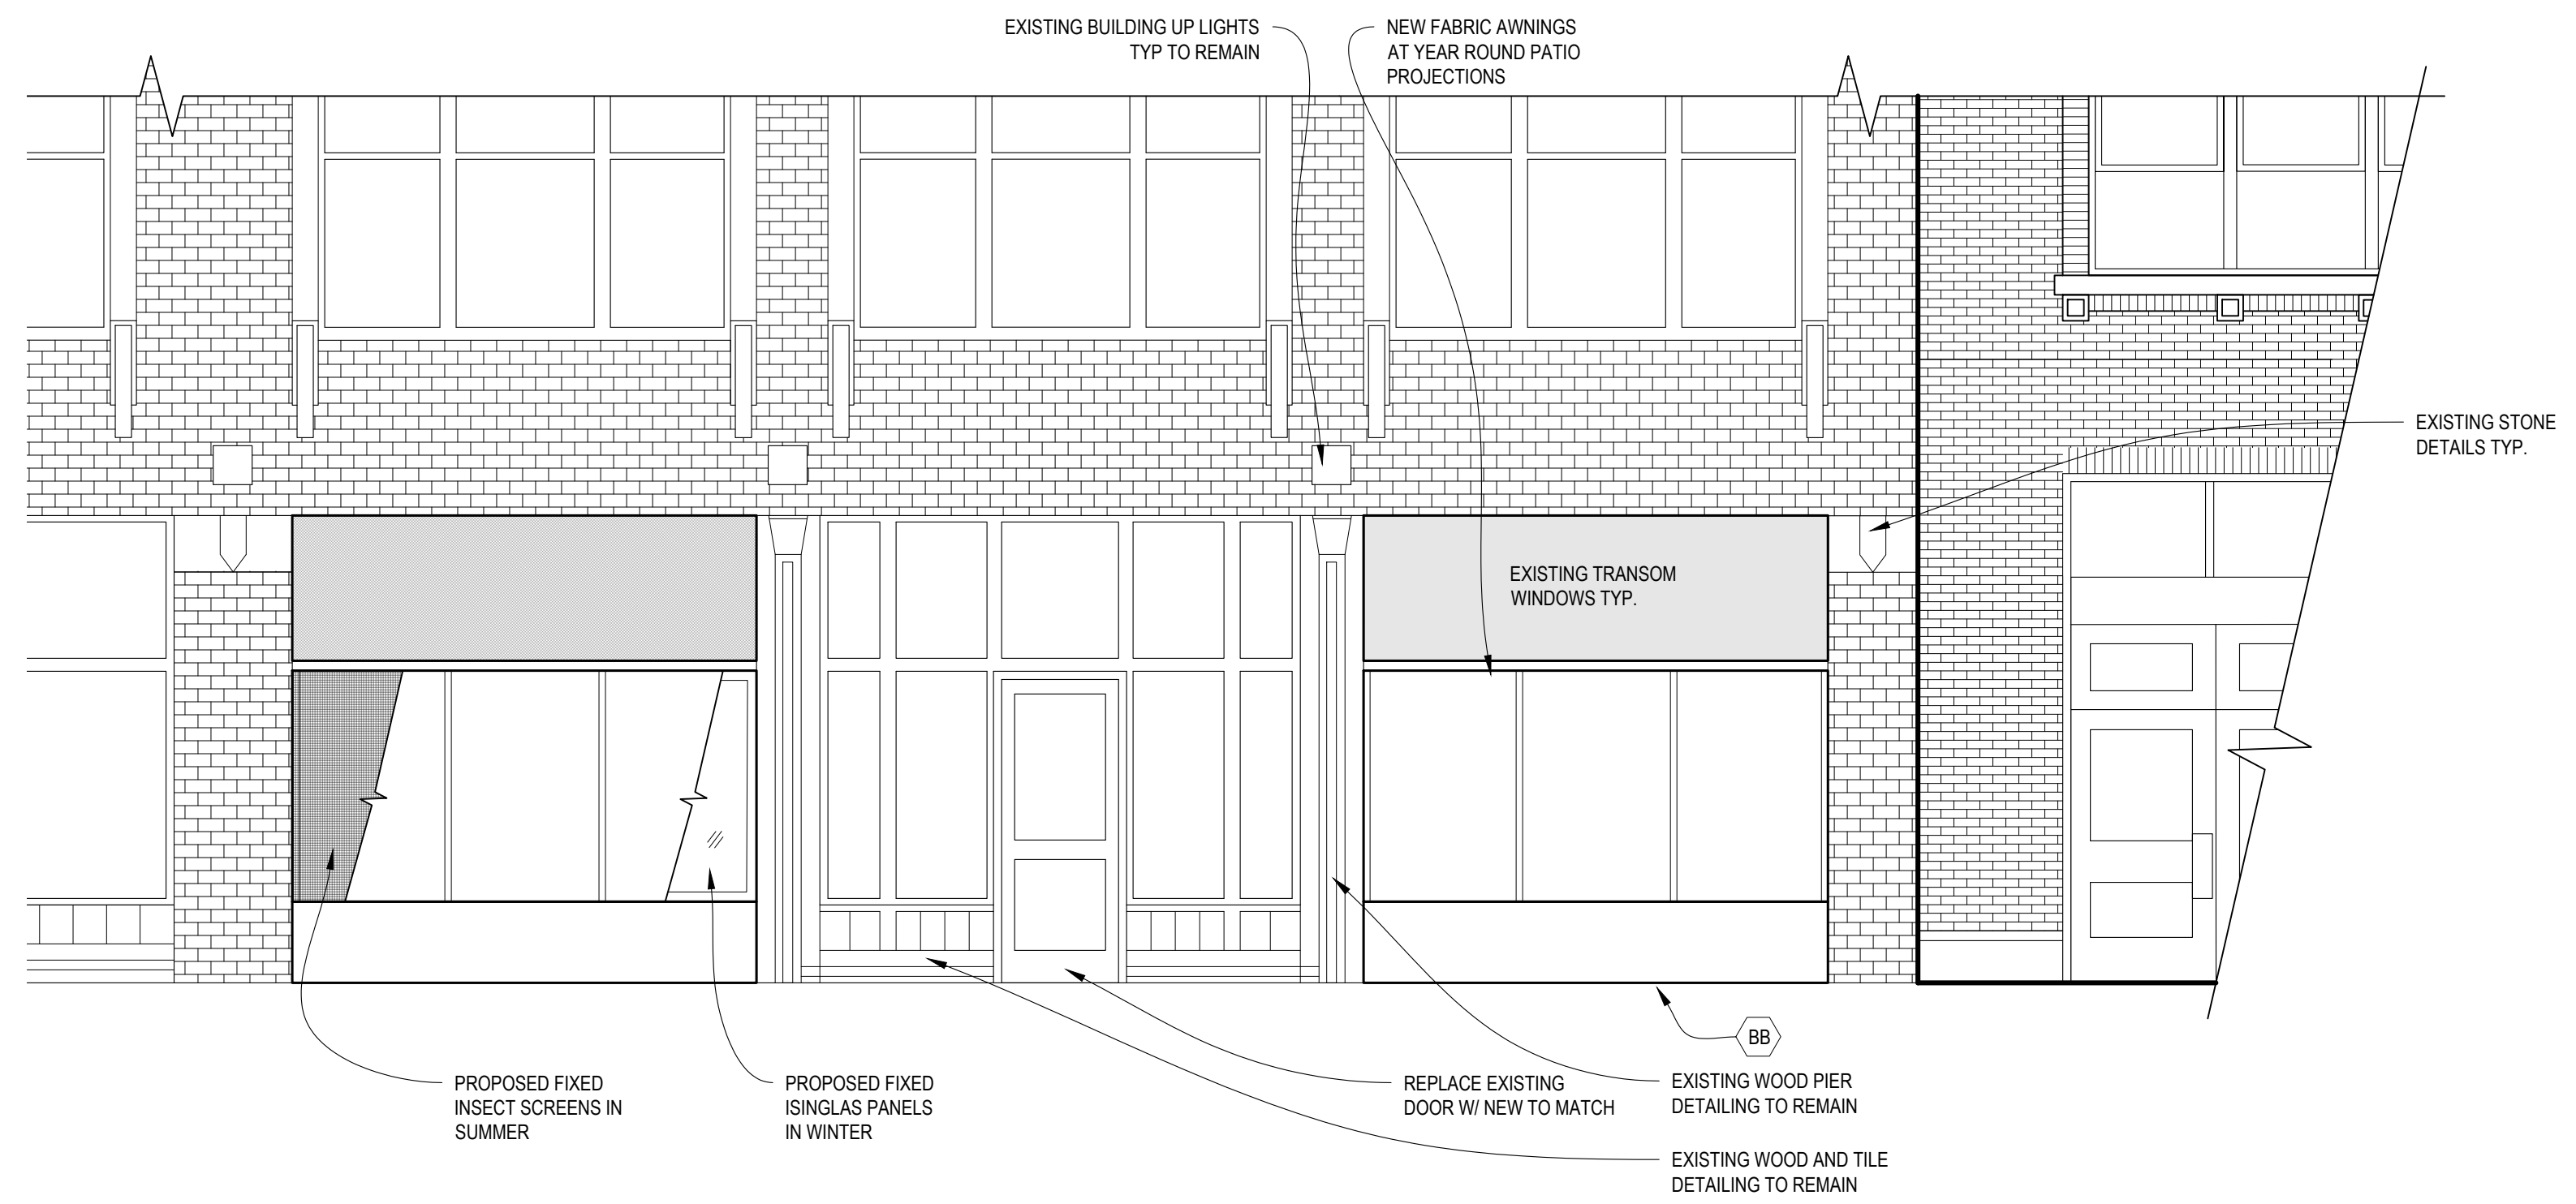 EXISTING BUILDING UP LIGHTS
TYP TO REMAIN
NEW FABRIC AWNINGS
AT YEAR ROUND PATIO
PROJECTIONS
EXISTING STONE
DETAILS TYP.
EXISTING TRANSOM
WINDOWS TYP.
BB
PROPOSED FIXED
INSECT SCREENS IN
SUMMER
PROPOSED FIXED
ISINGLAS PANELS
IN WINTER
REPLACE EXISTING
DOOR W/ NEW TO MATCH
EXISTING WOOD PIER
DETAILING TO REMAIN
EXISTING WOOD AND TILE
DETAILING TO REMAIN